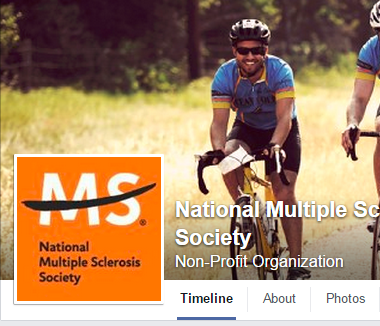 MS®
National
Multiple Sclerosis
Society
National Multiple Sc
Society
Non-Profit Organization
Timeline
About
Photos